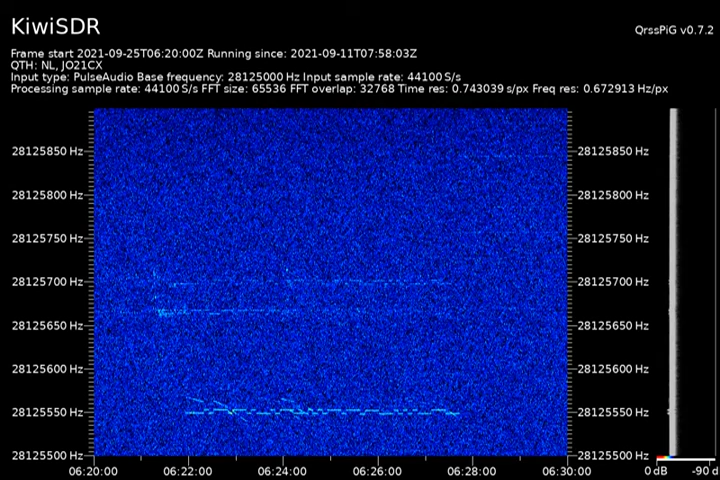 KiwiSDR
QrssPiG v0.7.2
Frame start 2021-09-25T06:20:00Z Running since: 2021-09-11T07:58:03Z
QTH: NL, JO21CX
Input type: PulseAudio Base frequency: 28125000 Hz Input sample rate: 44100 S/s
Processing sample rate: 44100 S/s FFT size: 65536 FFT overlap: 32768 Time res: 0.743039 s/px Freq res: 0.672913 Hz/px
28125850 Hz 28125850 Hz
28125800 Hz 28125800 Hz
28125750 Hz 28125750 Hz
28125700 Hz 28125700 Hz
28125650 Hz 28125650 Hz
28125600 Hz 28125600 Hz
28125550 Hz 28125550 Hz
28125500 Hz 28125500 Hz
06:20:00 06:22:00 06:24:00 06:26:00 06:28:00 06:30:00 0 dB -90 d